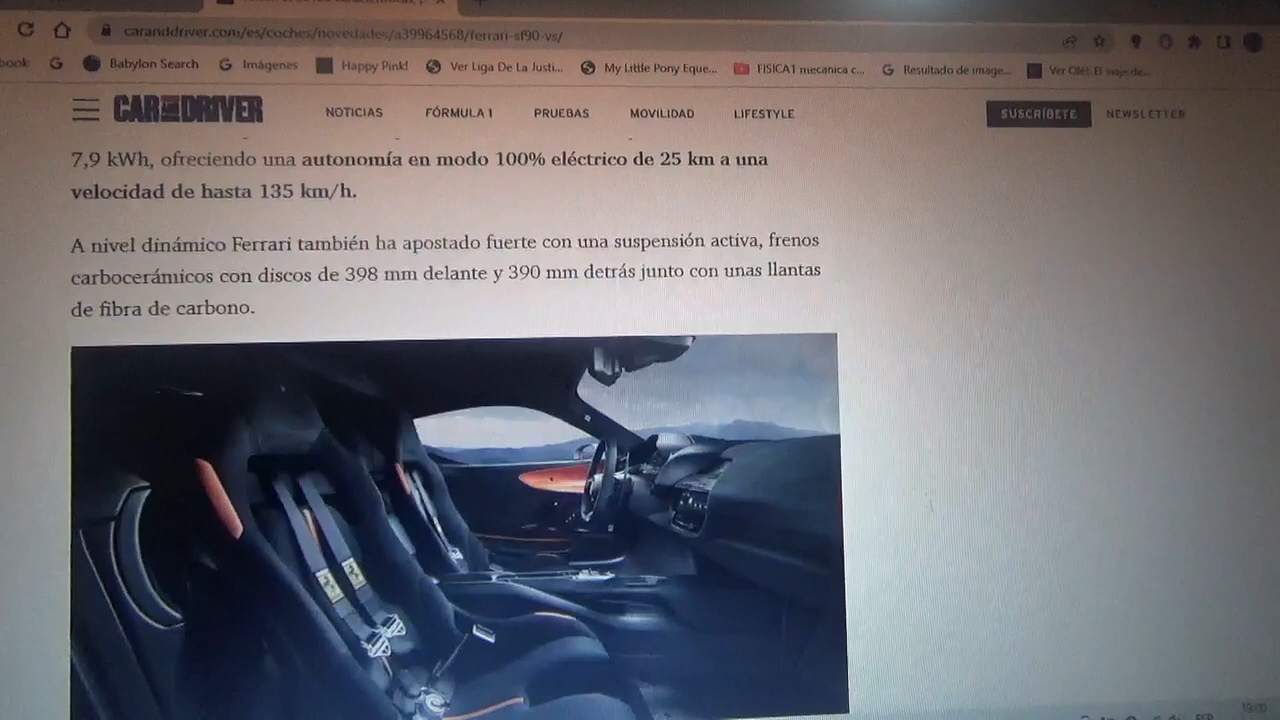 caranddriver.com/es/coches/novedades/a39964568/ferrari-sf90-vs/
book Babylon Search Imágenes Happy Pink! Ver Liga De La Justi... My Little Pony Eque... FISICA1 mecanica c... Resultado de image... Ver Olé!: El viaje de...
CAR AND DRIVER NOTICIAS FÓRMULA 1 PRUEBAS MOVILIDAD LIFESTYLE SUSCRÍBETE NEWSLETTER
7,9 kWh, ofreciendo una autonomía en modo 100% eléctrico de 25 km a una
velocidad de hasta 135 km/h.
A nivel dinámico Ferrari también ha apostado fuerte con una suspensión activa, frenos
carbocerámicos con discos de 398 mm delante y 390 mm detrás junto con unas llantas
de fibra de carbono.